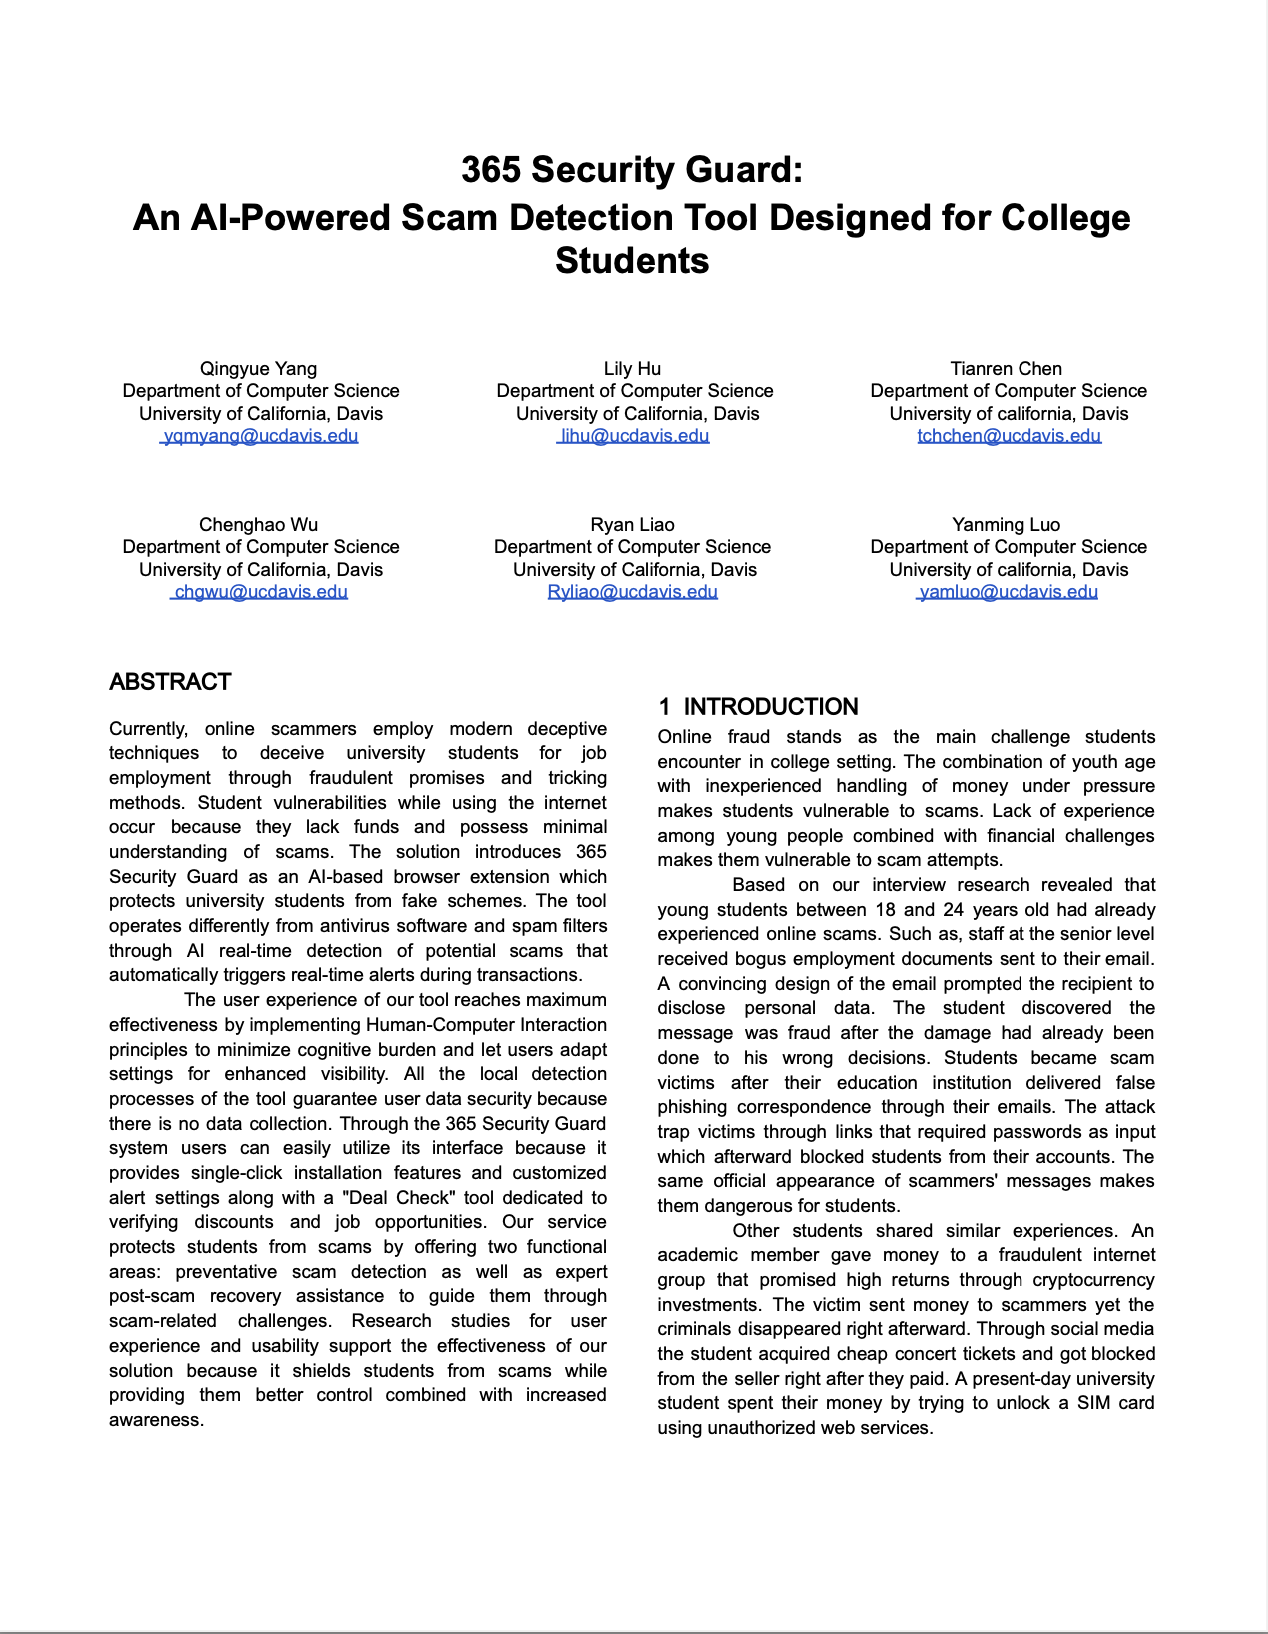 365 Security Guard:
An AI-Powered Scam Detection Tool Designed for College
Students
Qingyue Yang
Department of Computer Science
University of California, Davis
yqmyang@ucdavis.edu
Lily Hu
Department of Computer Science
University of California, Davis
lihu@ucdavis.edu
Tianren Chen
Department of Computer Science
University of california, Davis
tchchen@ucdavis.edu
Chenghao Wu
Department of Computer Science
University of California, Davis
chgwu@ucdavis.edu
Ryan Liao
Department of Computer Science
University of California, Davis
Ryliao@ucdavis.edu
Yanming Luo
Department of Computer Science
University of california, Davis
yamluo@ucdavis.edu
ABSTRACT
Currently, online scammers employ modern deceptive
techniques to deceive university students for job
employment through fraudulent promises and tricking
methods. Student vulnerabilities while using the internet
occur because they lack funds and possess minimal
understanding of scams. The solution introduces 365
Security Guard as an AI-based browser extension which
protects university students from fake schemes. The tool
operates differently from antivirus software and spam filters
through AI real-time detection of potential scams that
automatically triggers real-time alerts during transactions.
The user experience of our tool reaches maximum
effectiveness by implementing Human-Computer Interaction
principles to minimize cognitive burden and let users adapt
settings for enhanced visibility. All the local detection
processes of the tool guarantee user data security because
there is no data collection. Through the 365 Security Guard
system users can easily utilize its interface because it
provides single-click installation features and customized
alert settings along with a "Deal Check" tool dedicated to
verifying discounts and job opportunities. Our service
protects students from scams by offering two functional
areas: preventative scam detection as well as expert
post-scam recovery assistance to guide them through
scam-related challenges. Research studies for user
experience and usability support the effectiveness of our
solution because it shields students from scams while
providing them better control combined with increased
awareness.
1 INTRODUCTION
Online fraud stands as the main challenge students
encounter in college setting. The combination of youth age
with inexperienced handling of money under pressure
makes students vulnerable to scams. Lack of experience
among young people combined with financial challenges
makes them vulnerable to scam attempts.
Based on our interview research revealed that
young students between 18 and 24 years old had already
experienced online scams. Such as, staff at the senior level
received bogus employment documents sent to their email.
A convincing design of the email prompted the recipient to
disclose personal data. The student discovered the
message was fraud after the damage had already been
done to his wrong decisions. Students became scam
victims after their education institution delivered false
phishing correspondence through their emails. The attack
trap victims through links that required passwords as input
which afterward blocked students from their accounts. The
same official appearance of scammers' messages makes
them dangerous for students.
Other students shared similar experiences. An
academic member gave money to a fraudulent internet
group that promised high returns through cryptocurrency
investments. The victim sent money to scammers yet the
criminals disappeared right afterward. Through social media
the student acquired cheap concert tickets and got blocked
from the seller right after they paid. A present-day university
student spent their money by trying to unlock a SIM card
using unauthorized web services.